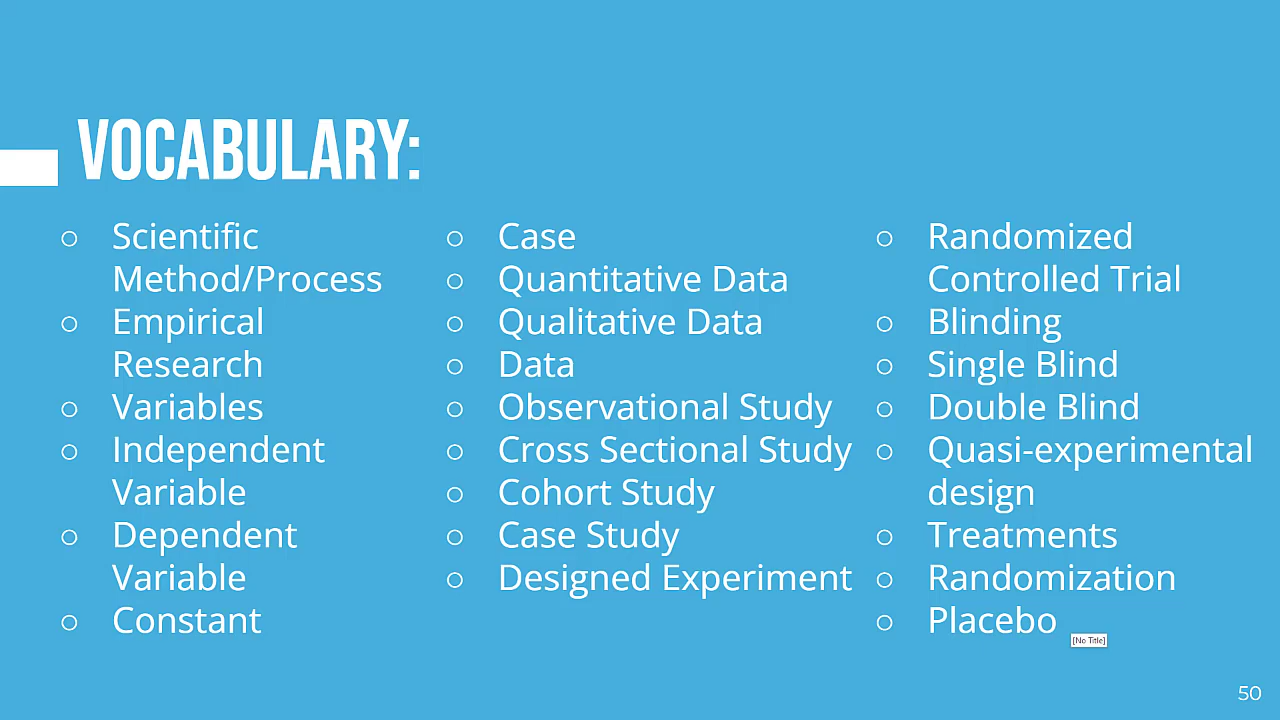 VOCABULARY:
○ Scientific
Method/Process
○ Empirical
Research
○ Variables
○ Independent
Variable
○ Dependent
Variable
○ Constant
○ Case
○ Quantitative Data
○ Qualitative Data
○ Data
○ Observational Study
○ Cross Sectional Study
○ Cohort Study
○ Case Study
○ Designed Experiment
○ Randomized
Controlled Trial
○ Blinding
○ Single Blind
○ Double Blind
○ Quasi-experimental
design
○ Treatments
○ Randomization
○ Placebo
[No Title]
50